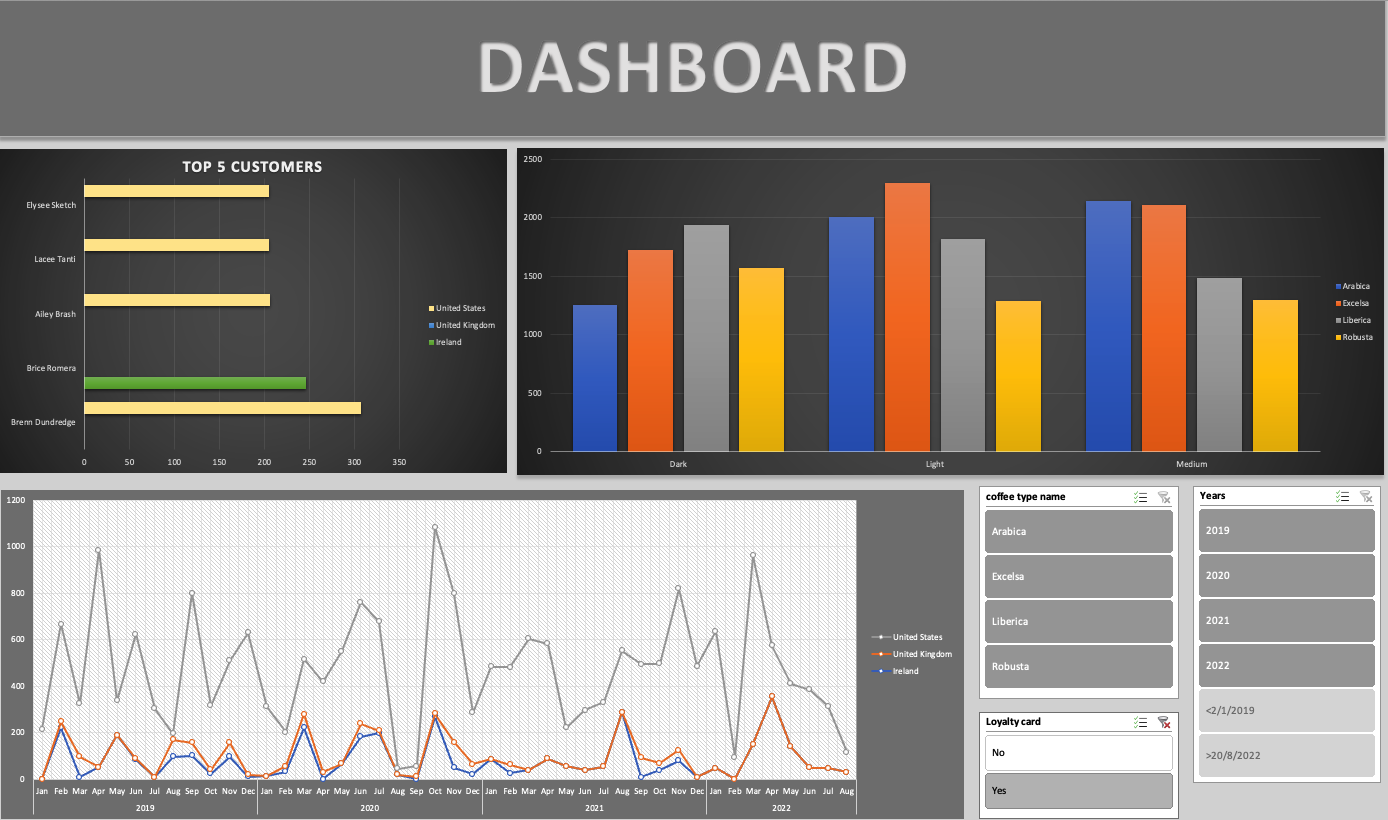 DASHBOARD
TOP 5 CUSTOMERS
Elysee Sketch
Lacee Tanti
Ailey Brash
Brice Romera
Brenn Dundredge
0 50 100 150 200 250 300 350
United States
United Kingdom
Ireland
2500
2000
1500
1000
500
0
Dark Light Medium
Arabica
Excelsa
Liberica
Robusta
1200
1000
800
600
400
200
0
Jan Feb Mar Apr May Jun Jul Aug Sep Oct Nov Dec Jan Feb Mar Apr May Jun Jul Aug Sep Oct Nov Dec Jan Feb Mar Apr May Jun Jul Aug Sep Oct Nov Dec Jan Feb Mar Apr May Jun Jul Aug
2019 2020 2021 2022
United States
United Kingdom
Ireland
coffee type name
Arabica
Excelsa
Liberica
Robusta
Loyalty card
No
Yes
Years
2019
2020
2021
2022
<2/1/2019
>20/8/2022